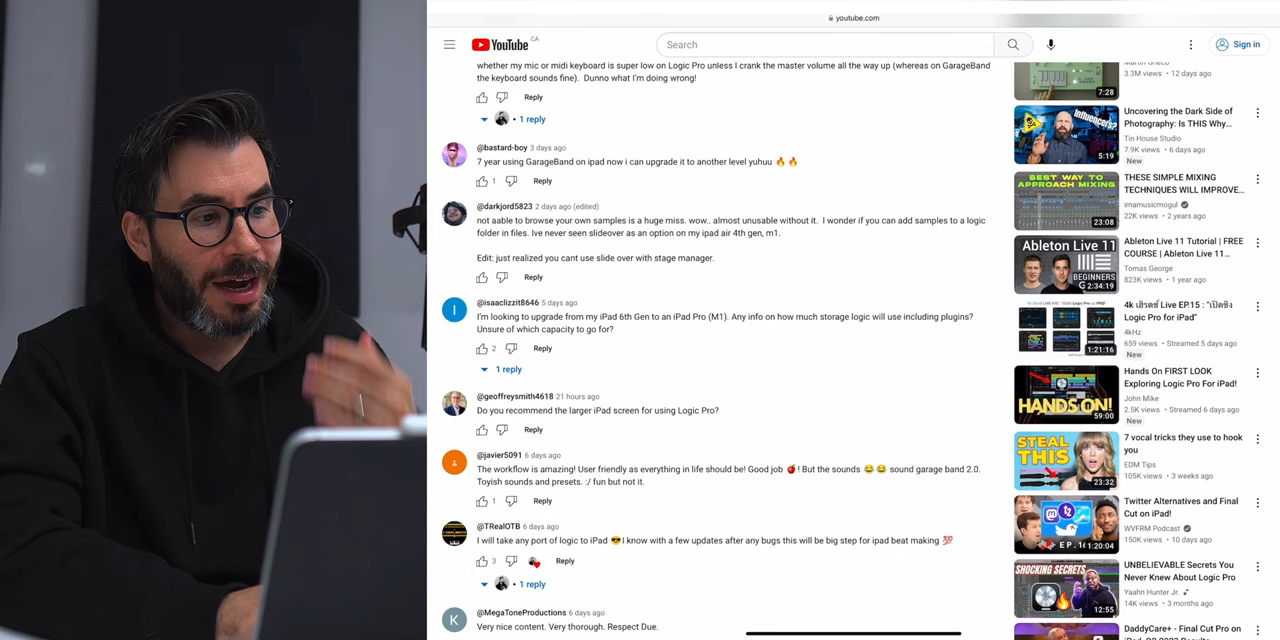 youtube.com
YouTube CA
Search
Sign in
whether my mic or midi keyboard is super low on Logic Pro unless I crank the master volume all the way up (whereas on GarageBand
the keyboard sounds fine). Dunno what I'm doing wrong!
Reply
1 reply
@bastard-boy 3 days ago
7 year using GarageBand on ipad now i can upgrade it to another level yuhuu 🔥 🔥
1 Reply
@darkjord5823 2 days ago (edited)
not aable to browse your own samples is a huge miss. wow.. almost unusable without it. I wonder if you can add samples to a logic
folder in files. Ive never seen slideover as an option on my ipad air 4th gen, m1.
Edit: just realized you cant use slide over with stage manager.
Reply
I
@isaaclizzit8646 5 days ago
I'm looking to upgrade from my iPad 6th Gen to an iPad Pro (M1). Any info on how much storage logic will use including plugins?
Unsure of which capacity to go for?
2 Reply
1 reply
@geoffreysmith4618 21 hours ago
Do you recommend the larger iPad screen for using Logic Pro?
Reply
@javier5091 6 days ago
The workflow is amazing! User friendly as everything in life should be! Good job 🍎 ! But the sounds 😂 😂 sound garage band 2.0.
Toyish sounds and presets. :/ fun but not it.
1 Reply
@TRealOTB 6 days ago
I will take any port of logic to iPad 😎 I know with a few updates after any bugs this will be big step for ipad beat making 💯
3 Reply
1 reply
K
@MegaToneProductions 6 days ago
Very nice content. Very thorough. Respect Due.
3.3M views • 12 days ago
7:28
Influencers?
5:19
Uncovering the Dark Side of
Photography: Is THIS Why...
Tin House Studio
7.9K views • 6 days ago
New
BEST WAY TO
APPROACH MIXING
23:08
THESE SIMPLE MIXING
TECHNIQUES WILL IMPROVE...
imamusicmogul
22K views • 2 years ago
Ableton Live 11
BEGINNERS
2:34:19
Ableton Live 11 Tutorial | FREE
COURSE | Ableton Live 11...
Tomas George
823K views • 1 year ago
1:21:16
4k เฮิรตซ์ Live EP.15 : "เปิดซิง
Logic Pro for iPad"
4kHz
659 views • Streamed 5 days ago
New
HANDS ON!
59:00
Hands On FIRST LOOK
Exploring Logic Pro For iPad!
John Mike
2.5K views • Streamed 6 days ago
New
STEAL
THIS
23:32
7 vocal tricks they use to hook
you
EDM Tips
105K views • 3 weeks ago
EP.1
1:20:04
Twitter Alternatives and Final
Cut on iPad!
WVFRM Podcast
150K views • 10 days ago
SHOCKING SECRETS
12:55
UNBELIEVABLE Secrets You
Never Knew About Logic Pro
Yaahn Hunter Jr.
14K views • 3 months ago
DaddyCare+ - Final Cut Pro on